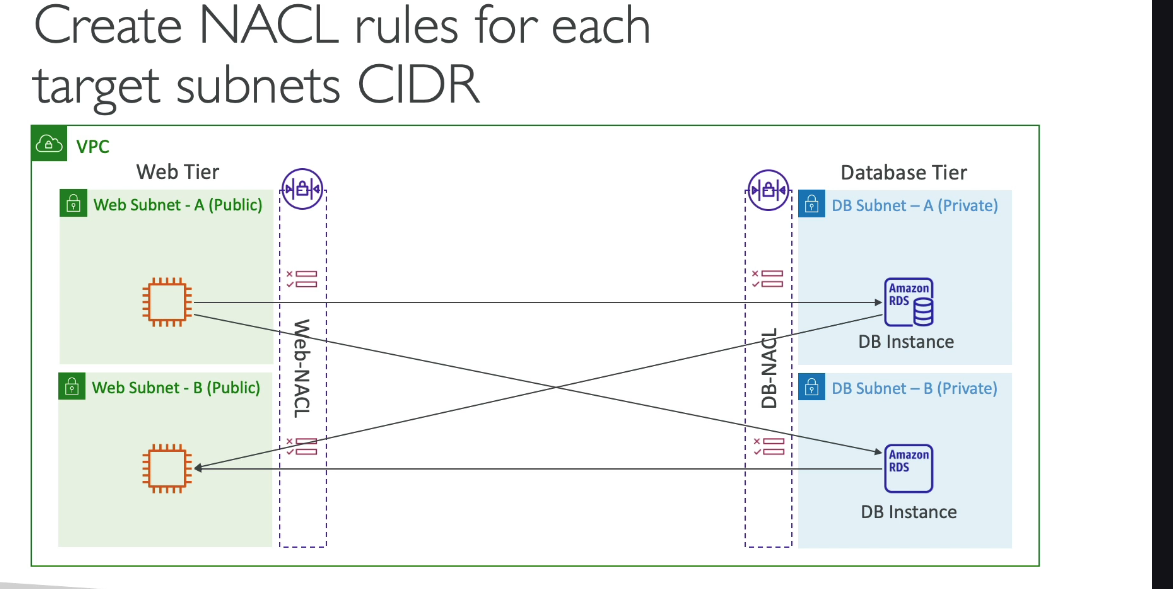 Create NACL rules for each
target subnets CIDR
VPC
Web Tier
Database Tier
Web Subnet - A (Public)
DB Subnet – A (Private)
Amazon
RDS
DB Instance
Web-NACL
DB-NACL
Web Subnet - B (Public)
DB Subnet – B (Private)
Amazon
RDS
DB Instance